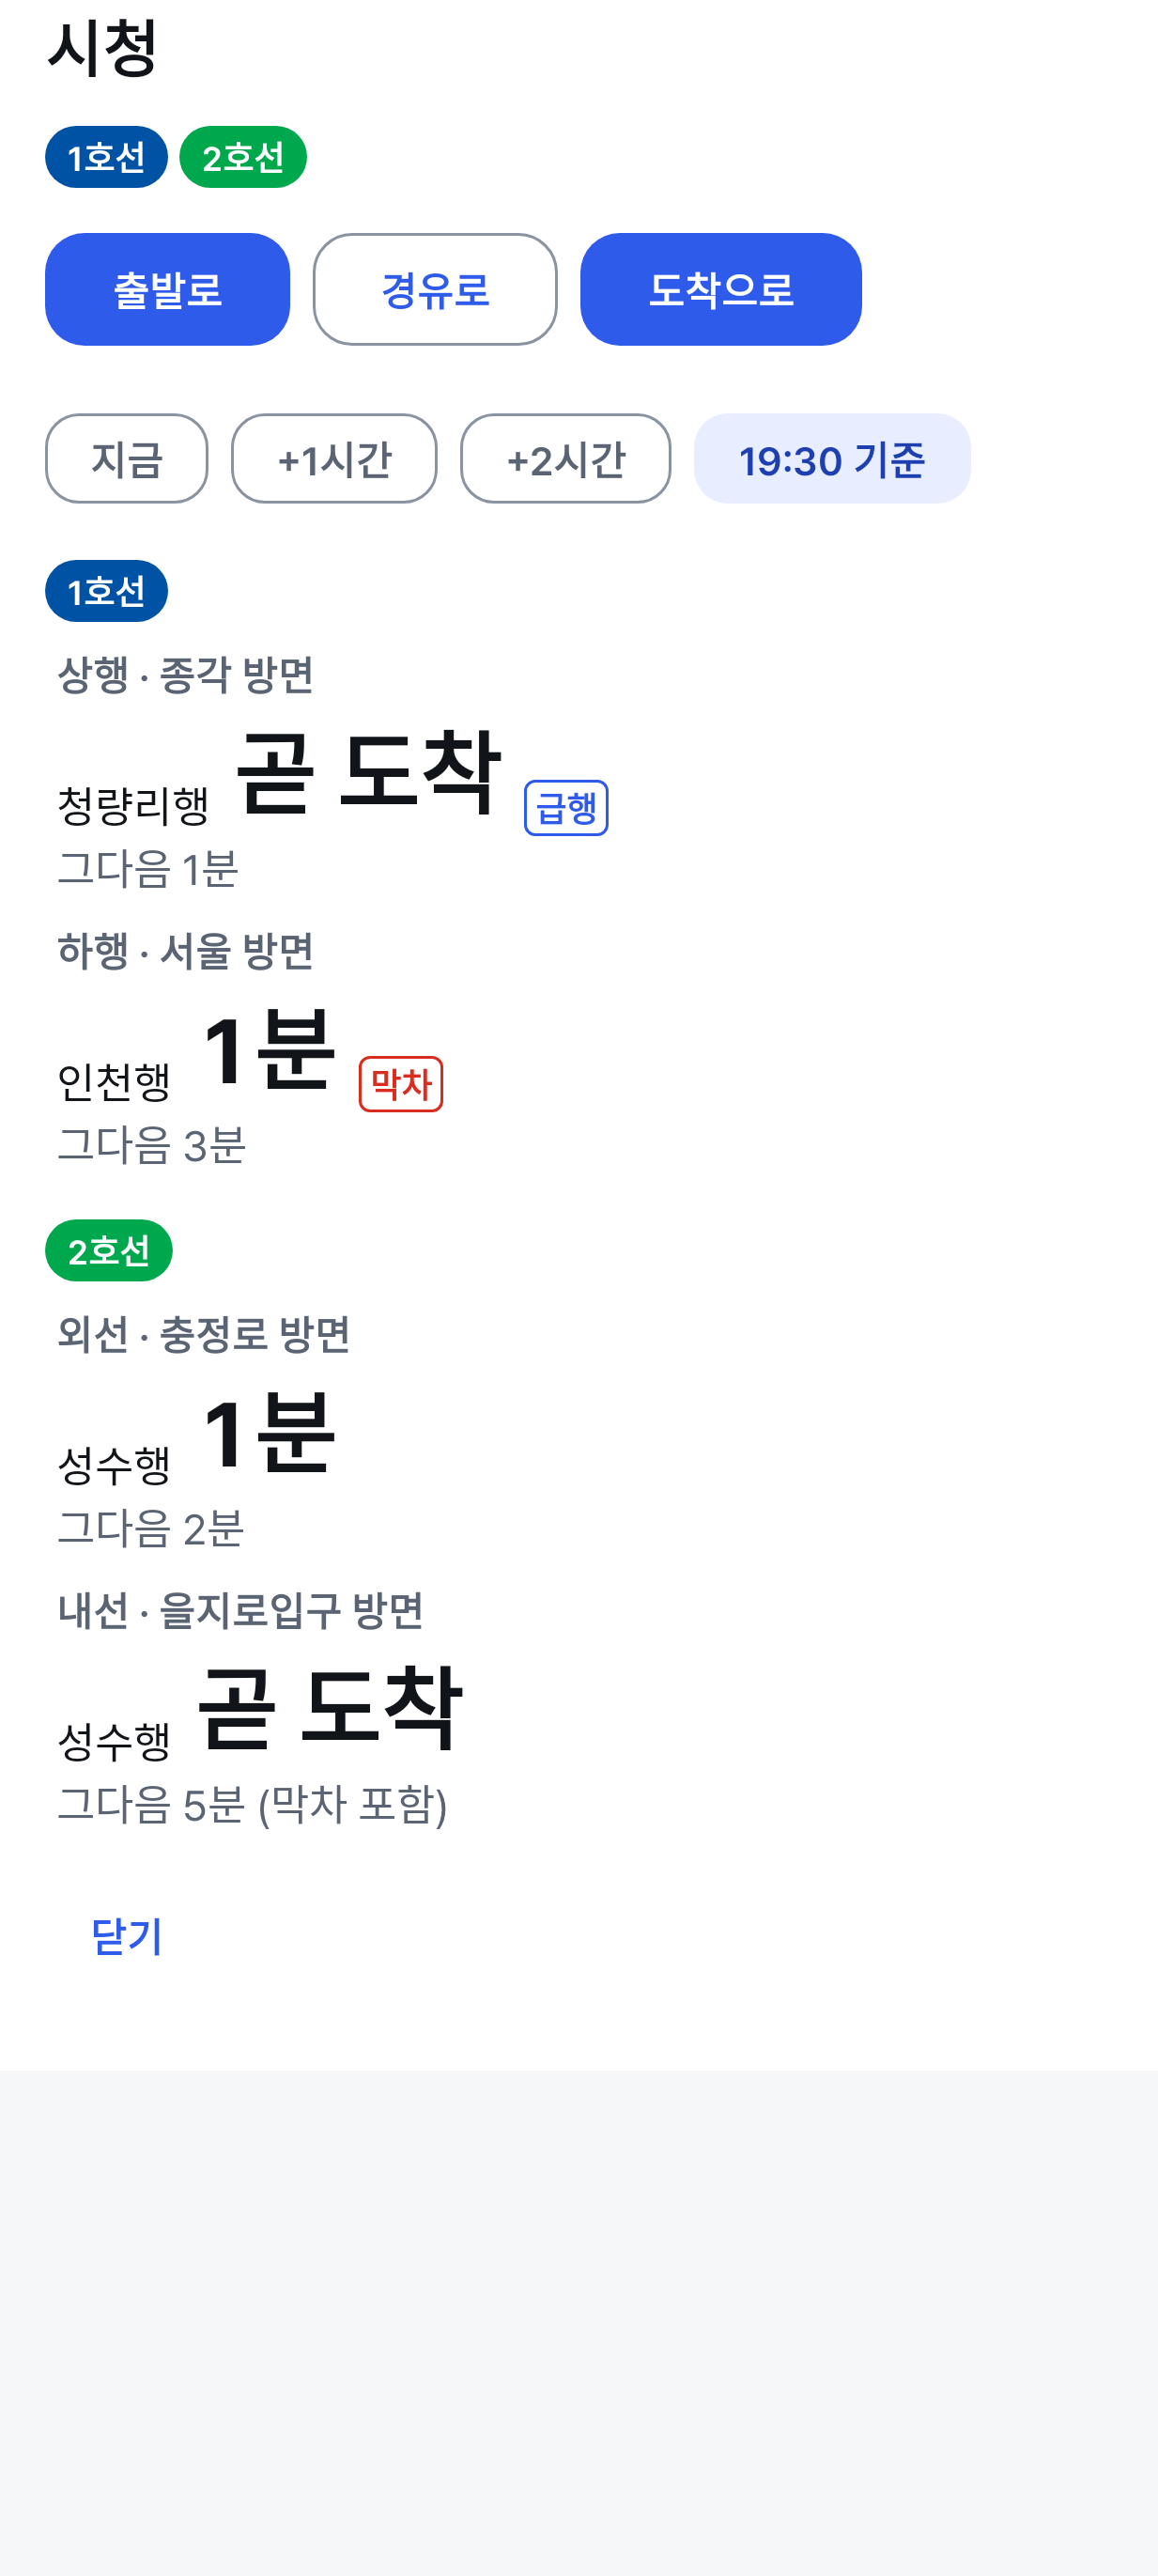 시청
1호선 2호선
출발로 경유로 도착으로
지금 +1시간 +2시간 19:30 기준
1호선
상행 · 종각 방면
청량리행 곧 도착 급행
그다음 1분
하행 · 서울 방면
인천행 1분 막차
그다음 3분
2호선
외선 · 충정로 방면
성수행 1분
그다음 2분
내선 · 을지로입구 방면
성수행 곧 도착
그다음 5분 (막차 포함)
닫기